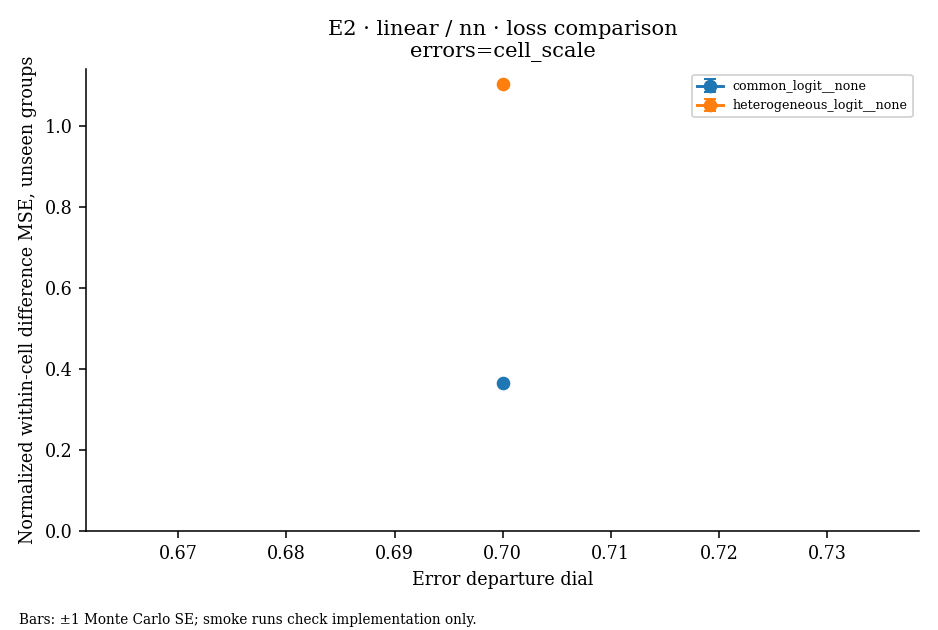 E2 · linear / nn · loss comparison
errors=cell_scale
Normalized within-cell difference MSE, unseen groups
common_logit__none
heterogeneous_logit__none
1.0
0.8
0.6
0.4
0.2
0.0
0.67 0.68 0.69 0.70 0.71 0.72 0.73
Error departure dial
Bars: ±1 Monte Carlo SE; smoke runs check implementation only.